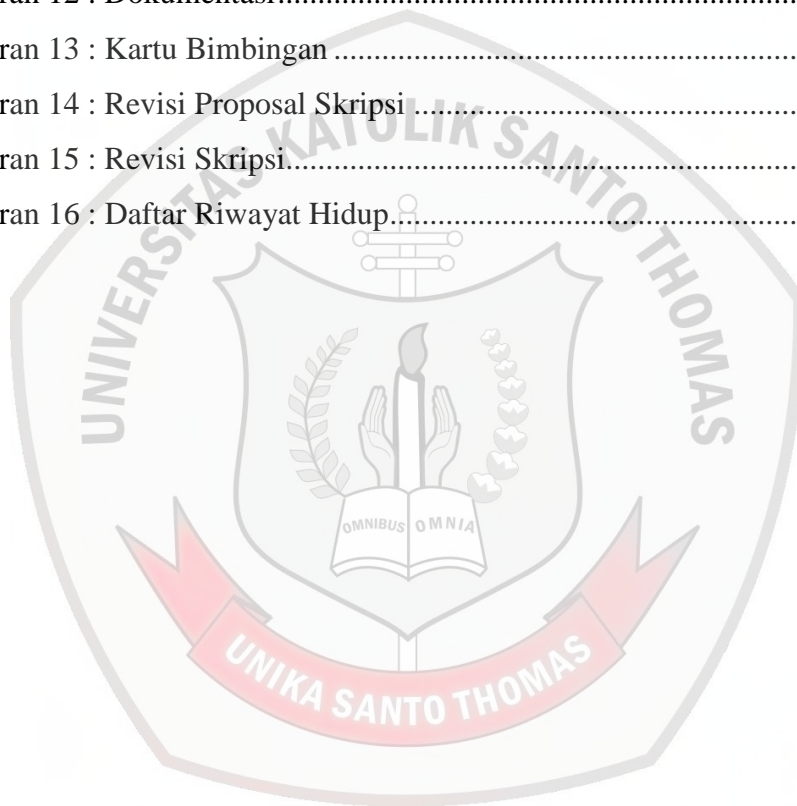 ran 12 : Dokumentasi................................................................
ran 13 : Kartu Bimbingan ................................................................
ran 14 : Revisi Proposal Skripsi ................................................................
ran 15 : Revisi Skripsi................................................................
ran 16 : Daftar Riwayat Hidup................................................................
UNIVERSITAS KATOLIK SANTO THOMAS
OMNIBUS OMNIA
UNIKA SANTO THOMAS